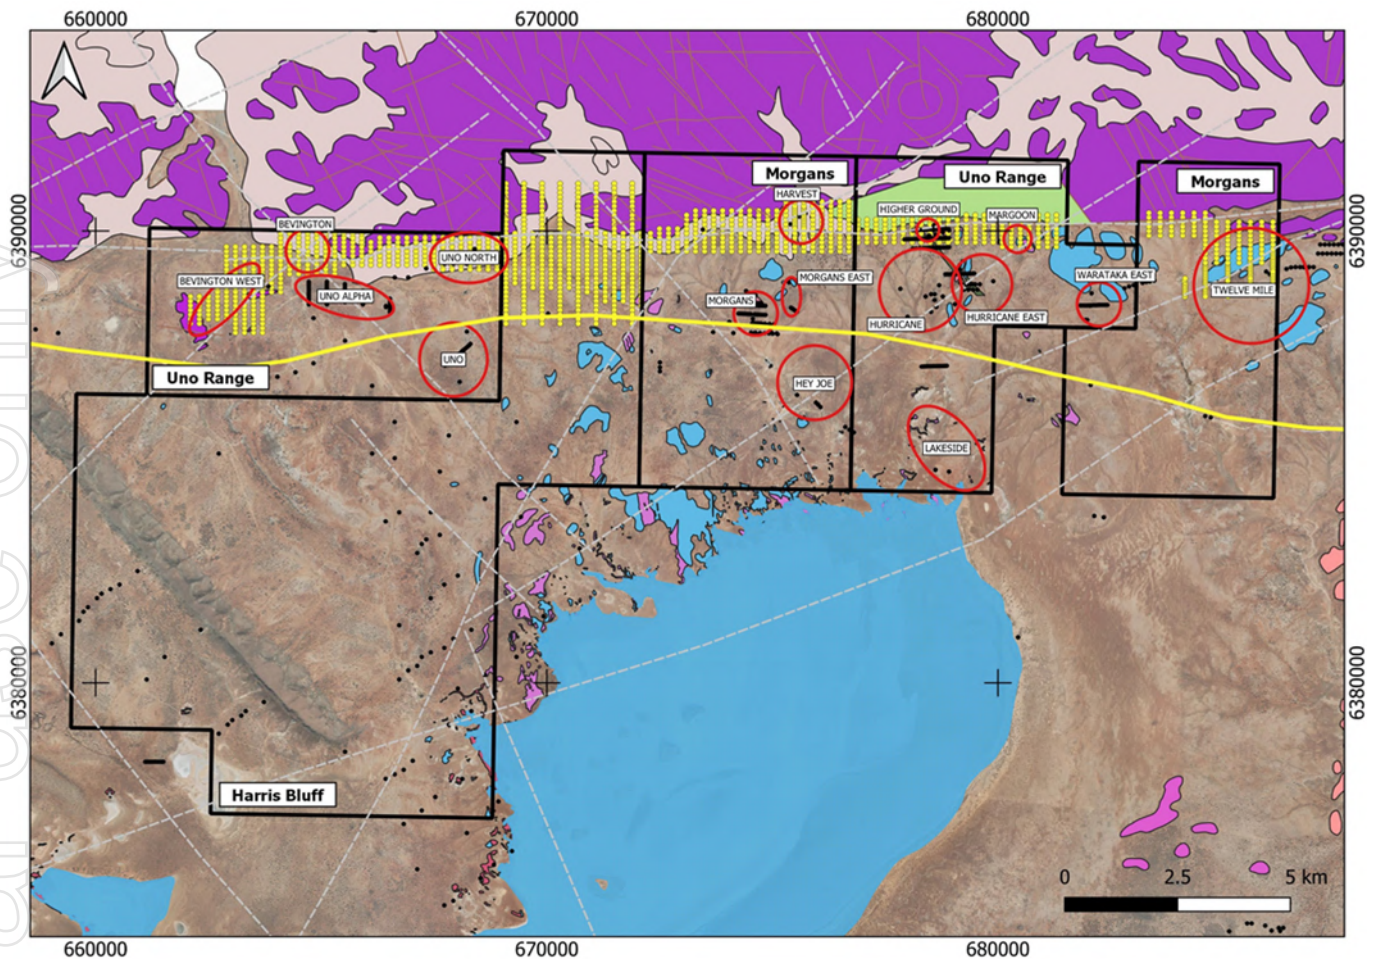 660000
670000
680000
6390000
6390000
Morgans
Uno Range
Morgans
HARVEST
HIGHER GROUND
MARGOON
BEVINGTON
UNO NORTH
BEVINGTON WEST
UNO ALPHA
MORGANS
MORGANS EAST
WARATAKA EAST
TWELVE MILE
HURRICANE
HURRICANE EAST
UNO
Uno Range
HEY JOE
LAKESIDE
6380000
6380000
Harris Bluff
0
2.5
5 km
660000
670000
680000